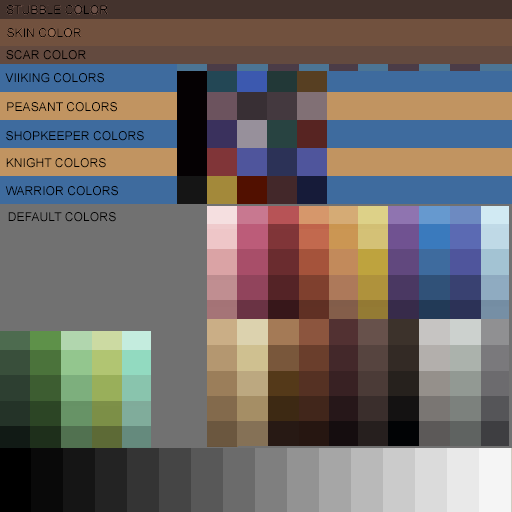 STUBBLE COLOR
SKIN COLOR
SCAR COLOR
VIIKING COLORS
PEASANT COLORS
SHOPKEEPER COLORS
KNIGHT COLORS
WARRIOR COLORS
DEFAULT COLORS